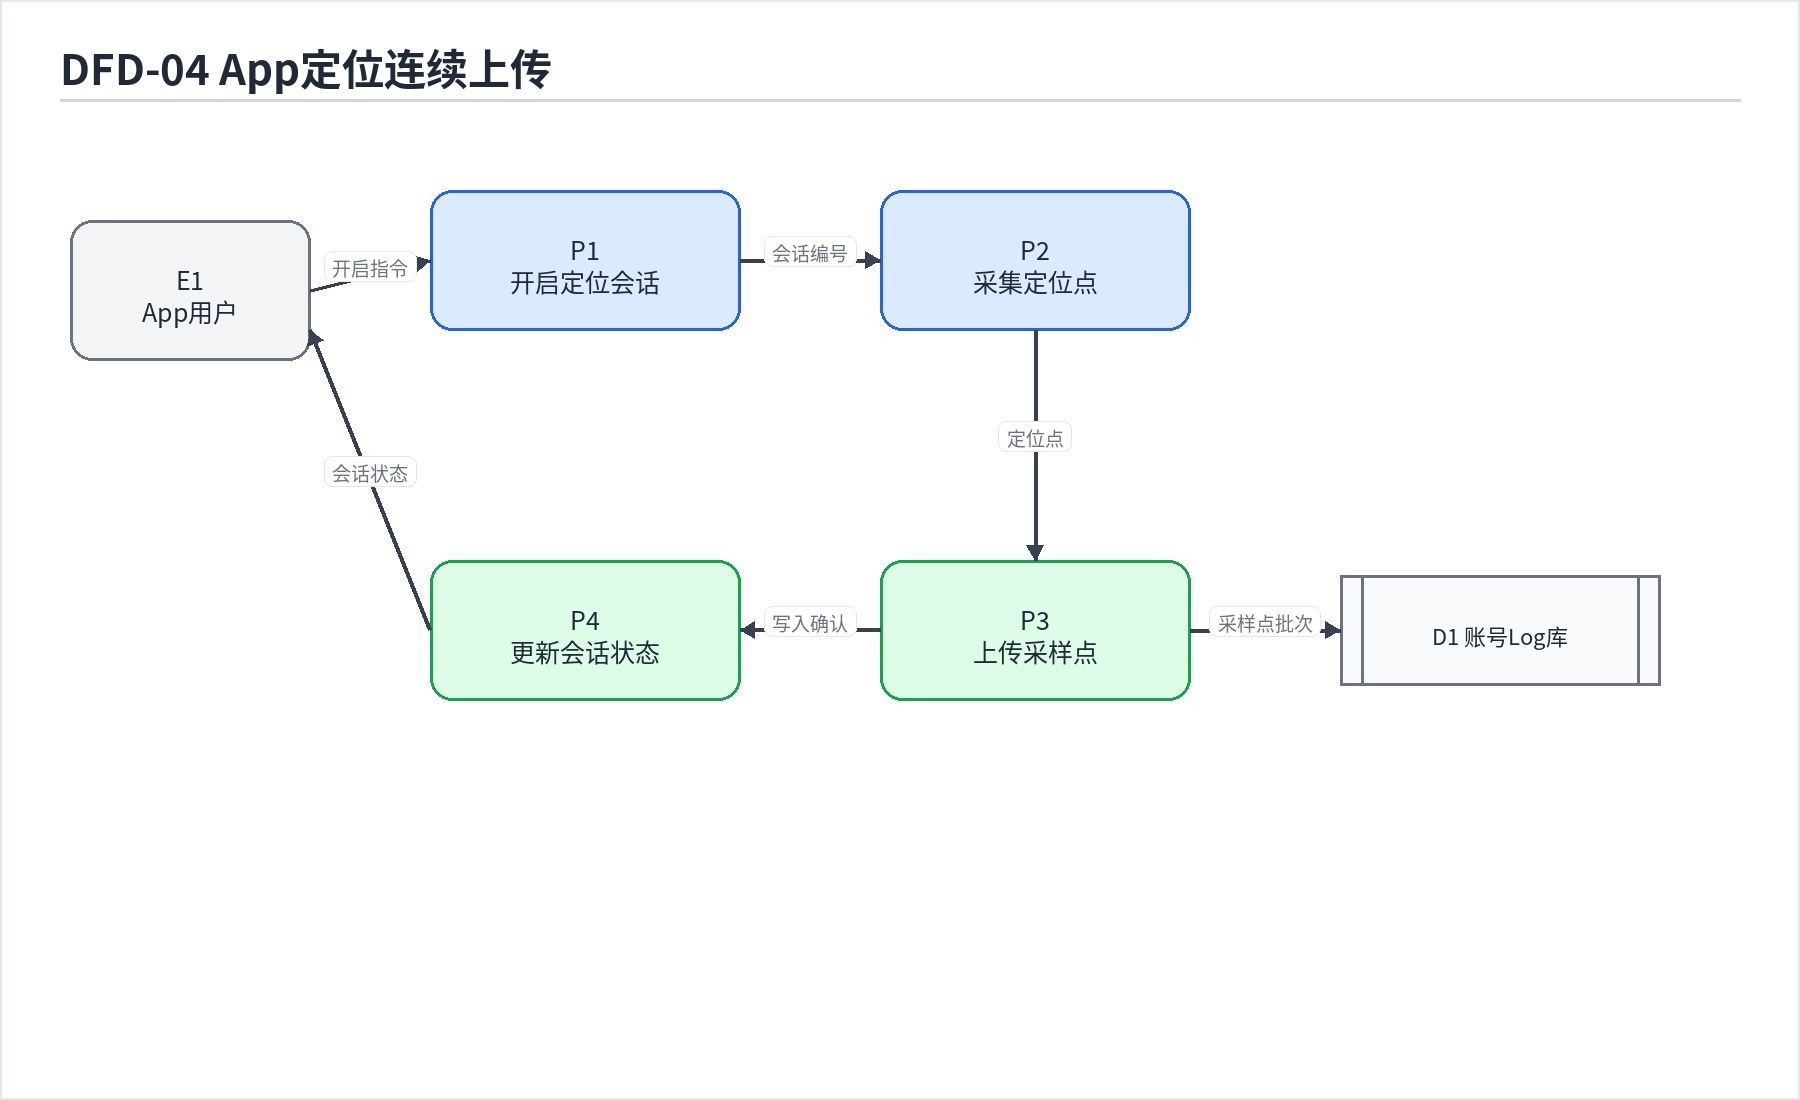 DFD-04 App定位连续上传
E1
App用户
开启指令
P1
开启定位会话
会话编号
P2
采集定位点
定位点
会话状态
P4
更新会话状态
写入确认
P3
上传采样点
采样点批次
D1 账号Log库